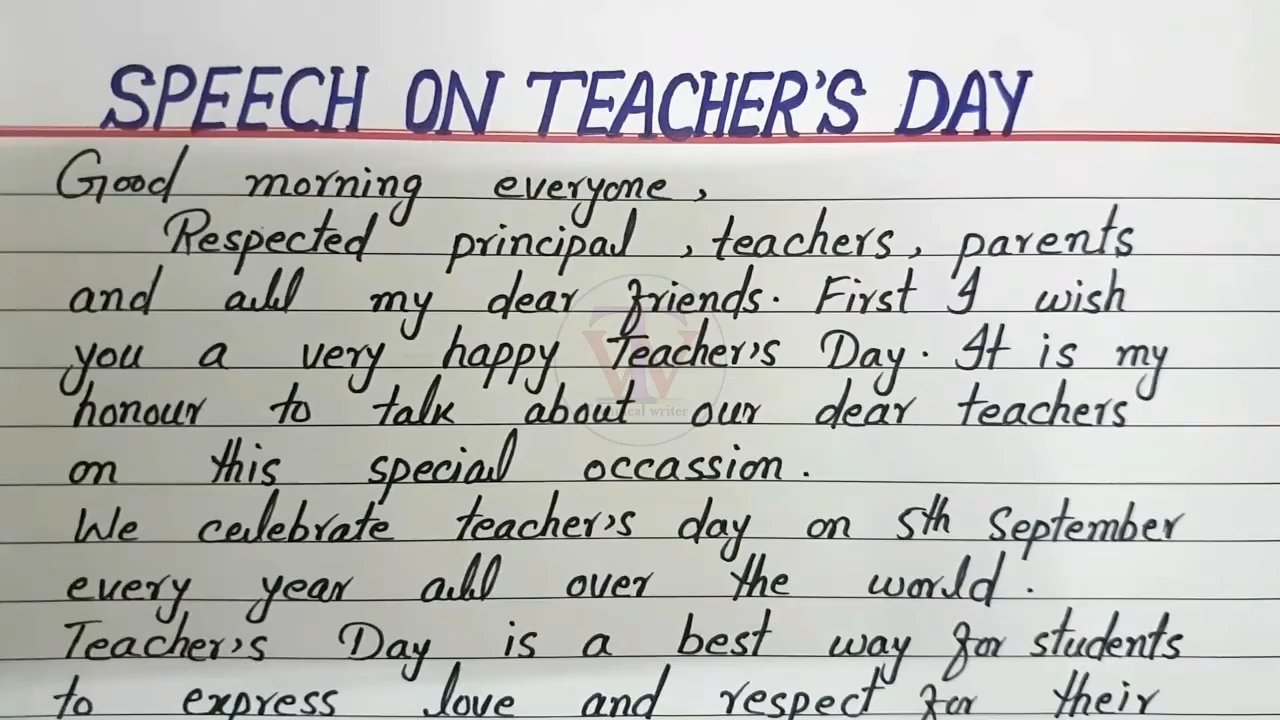 SPEECH ON TEACHER'S DAY
Good morning everyone,
Respected principal, teachers, parents
and all my dear friends. First I wish
you a very happy Teacher's Day. It is my
honour to talk about our dear teachers
on this special occassion.
We celebrate teacher's day on 5th September
every year all over the world.
Teacher's Day is a best way for students
to express love and respect for their